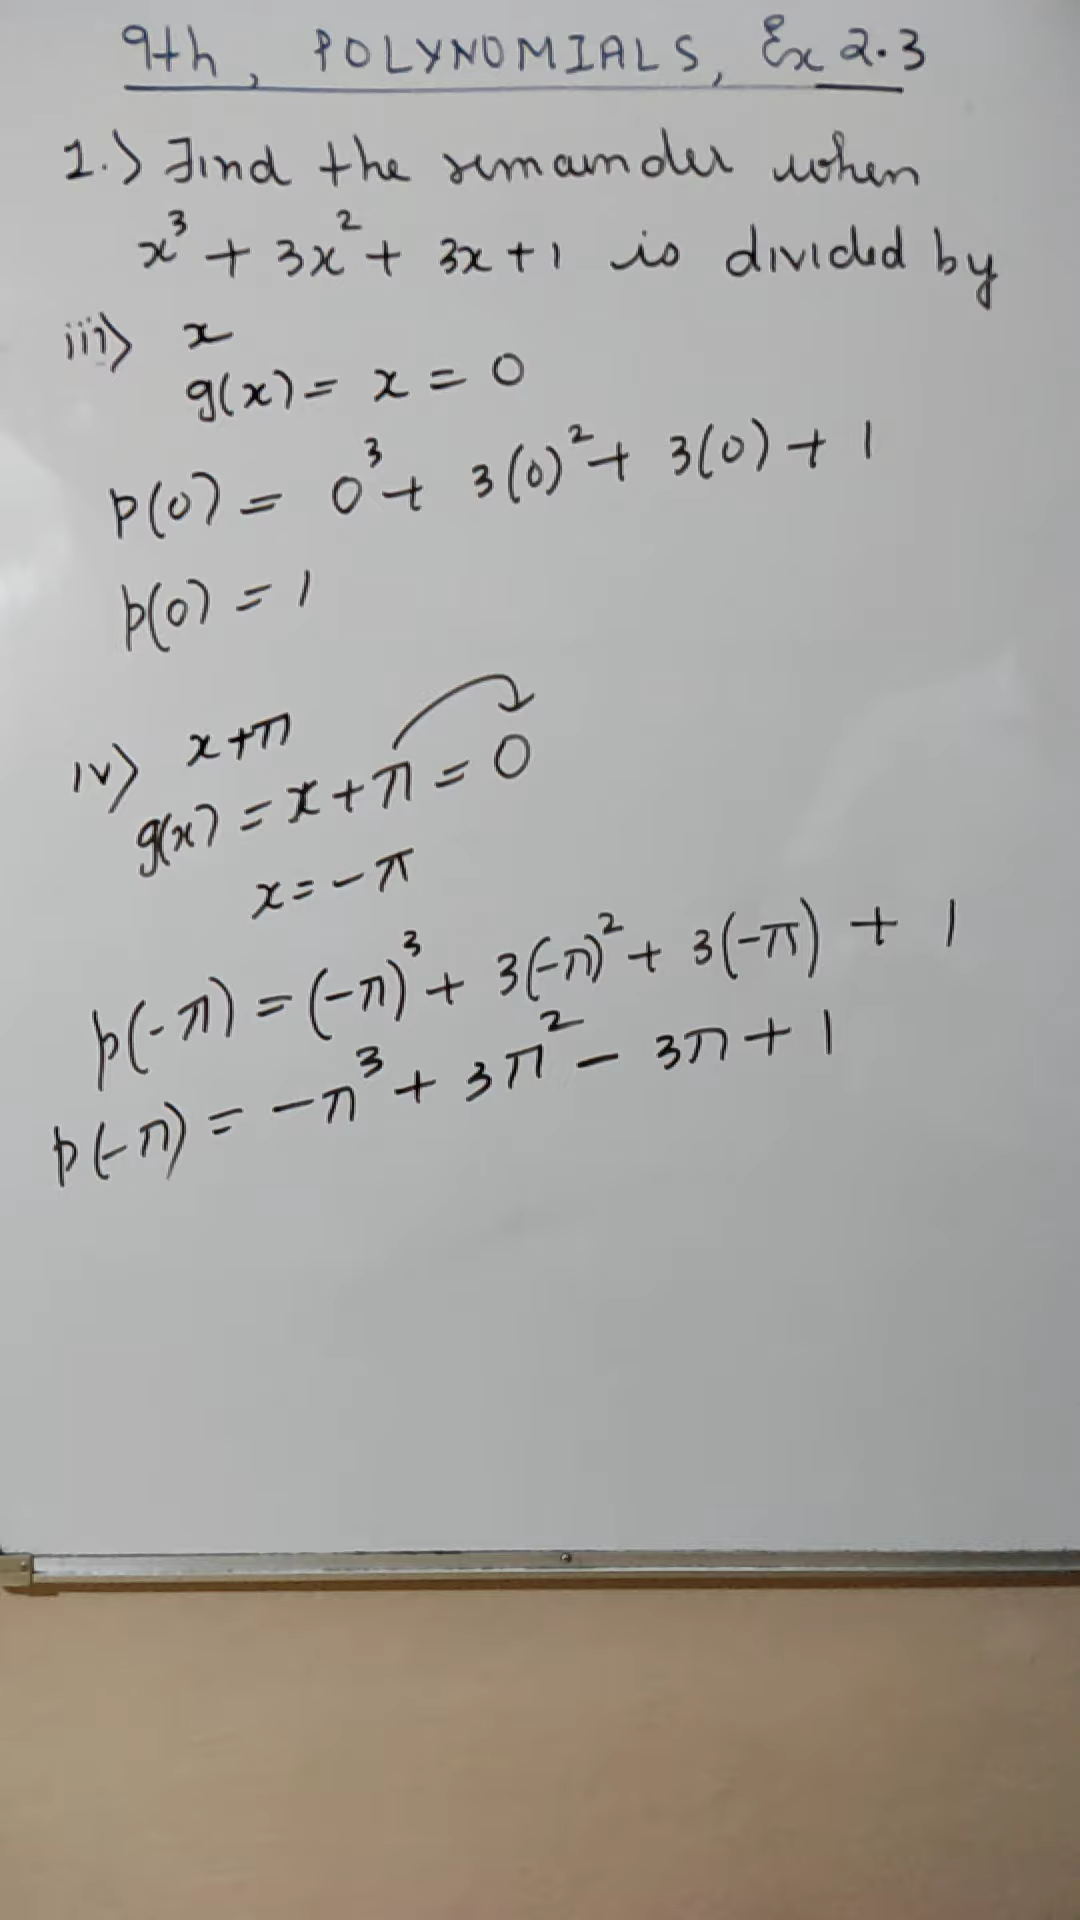 9th, POLYNOMIALS, Ex 2.3
1.) Find the remainder when
x³ + 3x² + 3x + 1 is divided by
iii) x
g(x) = x = 0
p(0) = 0³ + 3(0)² + 3(0) + 1
p(0) = 1
iv) x+π
g(x) = x + π = 0
x = -π
p(-π) = (-π)³ + 3(-π)² + 3(-π) + 1
p(-π) = -π³ + 3π² - 3π + 1